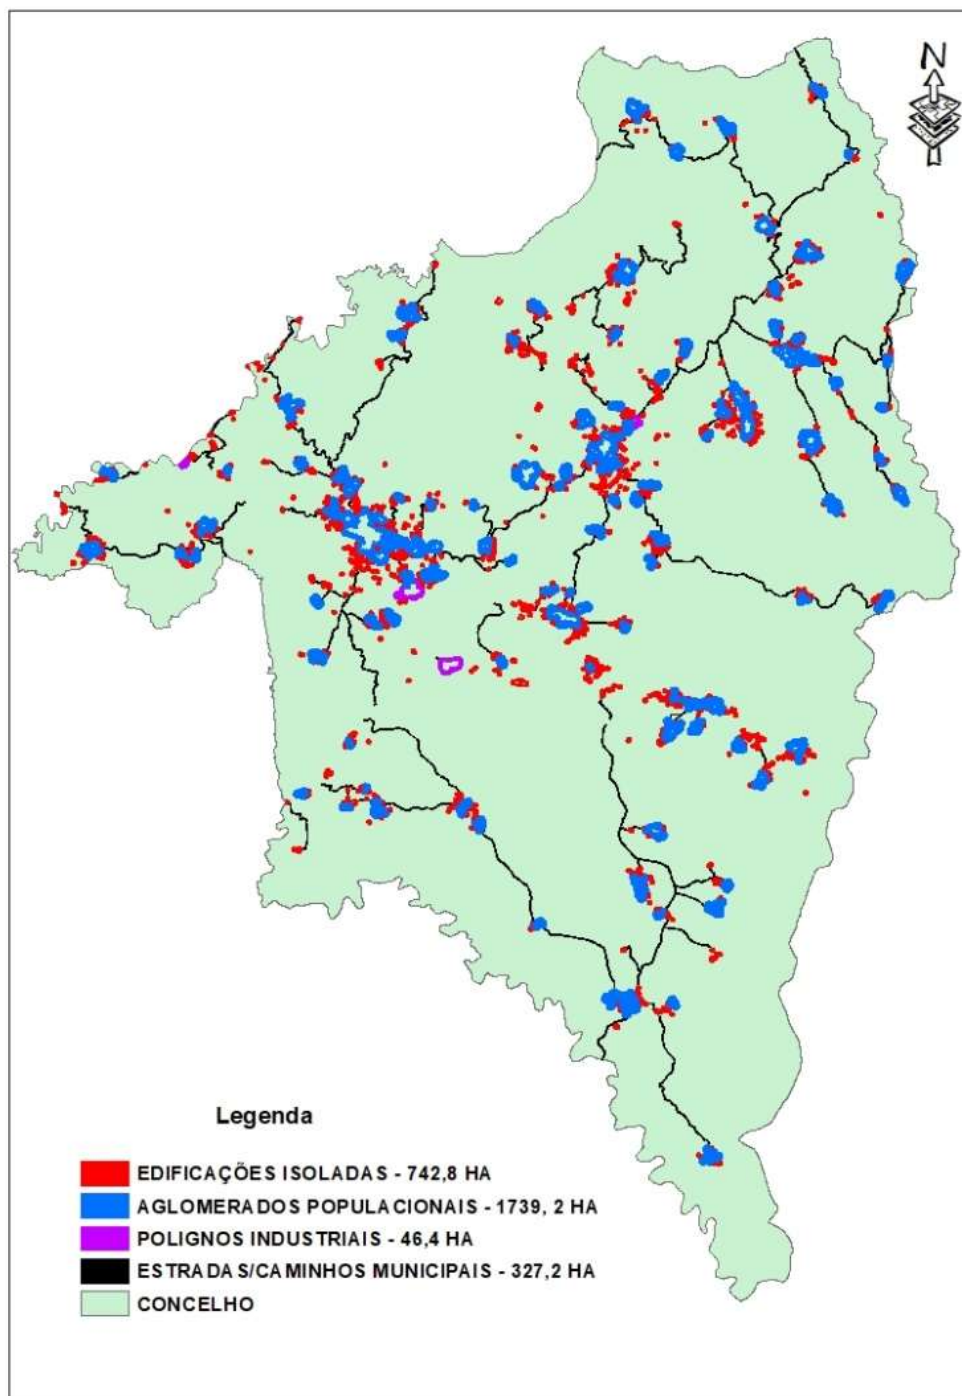 N
Legenda
EDIFICAÇÕES ISOLADAS - 742,8 HA
AGLOMERADOS POPULACIONAIS - 1739, 2 HA
POLIGNOS INDUSTRIAIS - 46,4 HA
ESTRADAS/CAMINHOS MUNICIPAIS - 327,2 HA
CONCELHO